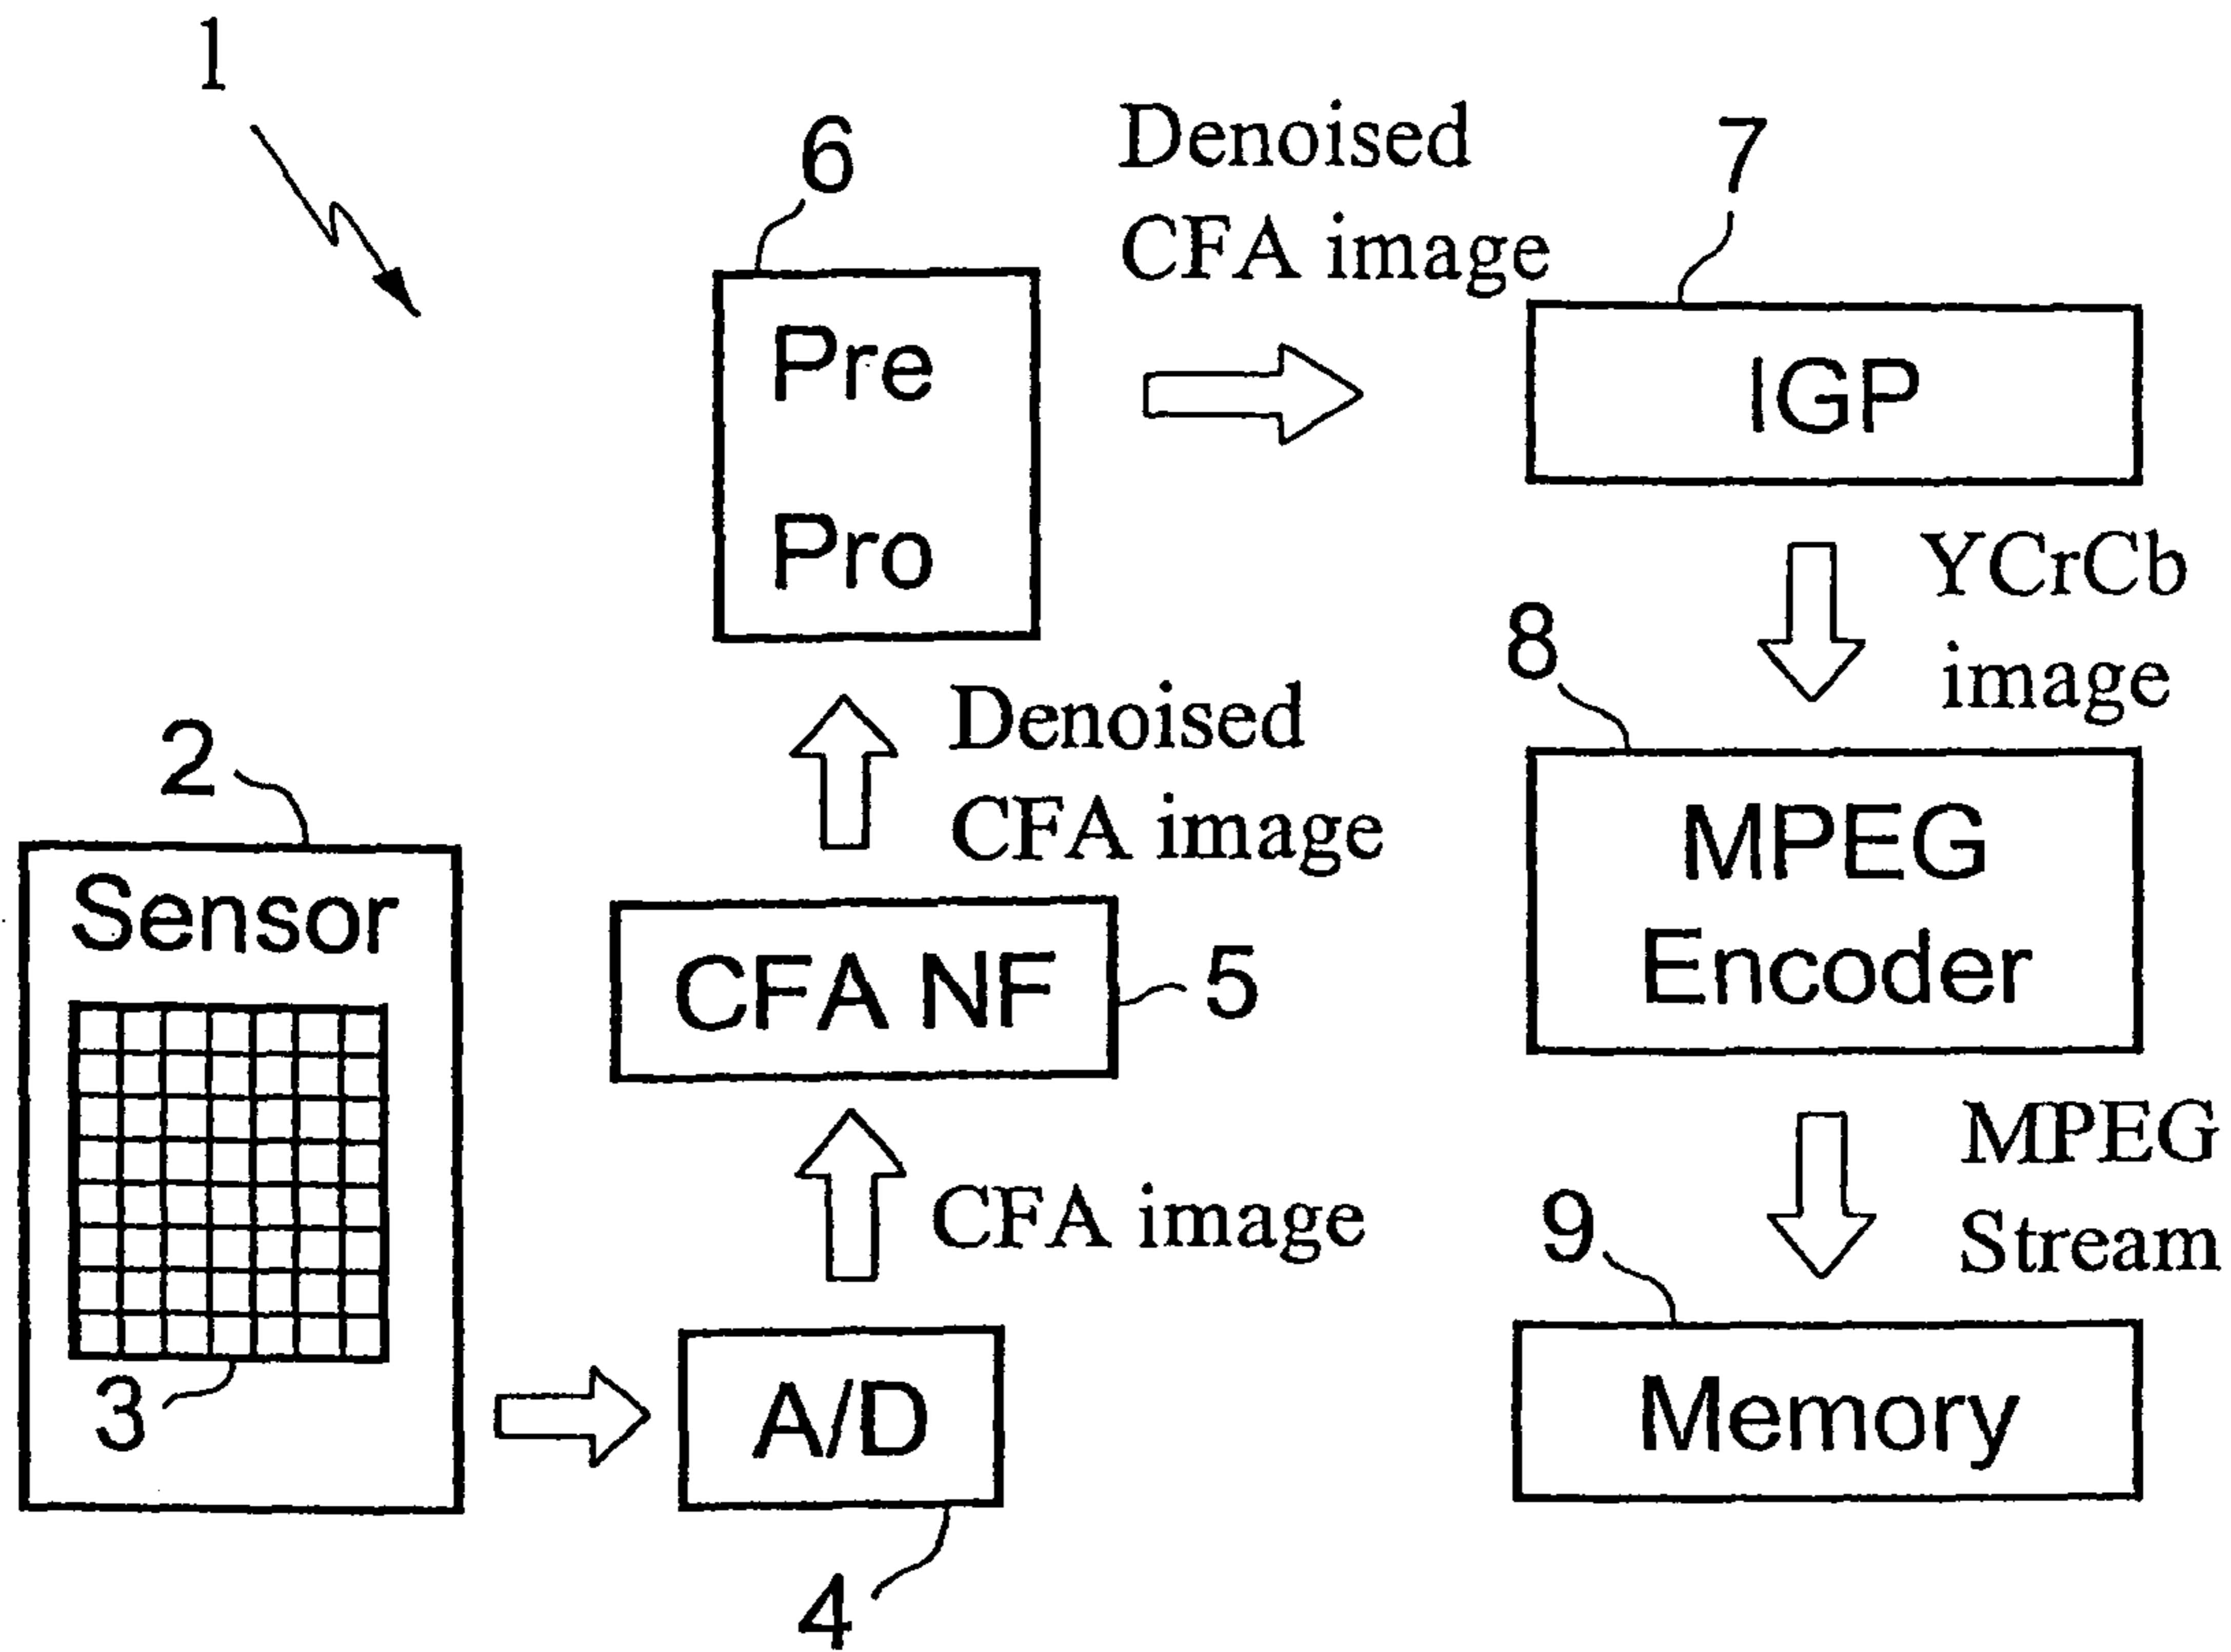 1
6
Denoised
CFA image
7
Pre
Pro
IGP
YCrCb
image
8
Denoised
CFA image
2
Sensor
MPEG
Encoder
CFA NF
5
MPEG
Stream
CFA image
9
3
A/D
Memory
4